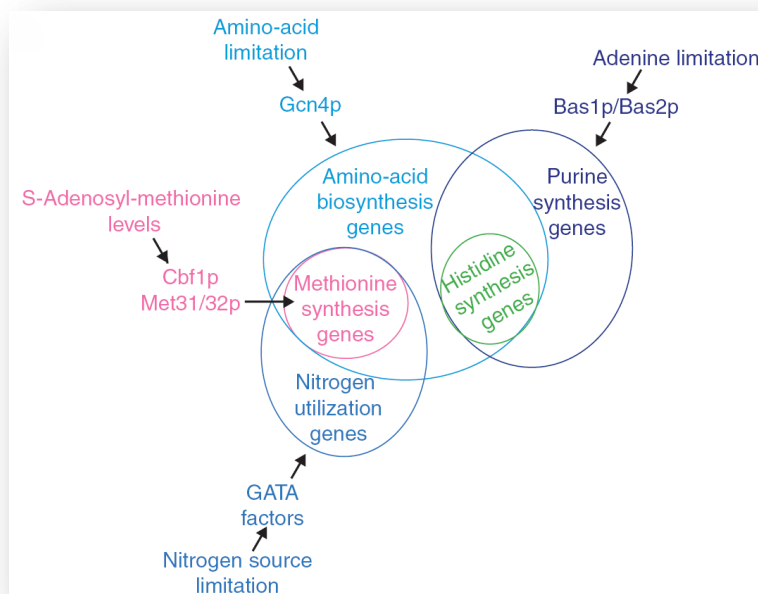 Amino-acid
limitation
Adenine limitation
Gcn4p
Bas1p/Bas2p
Amino-acid
biosynthesis
genes
Purine
synthesis
genes
S-Adenosyl-methionine
levels
Cbf1p
Met31/32p
Methionine
synthesis
genes
Histidine
synthesis
genes
Nitrogen
utilization
genes
GATA
factors
Nitrogen source
limitation